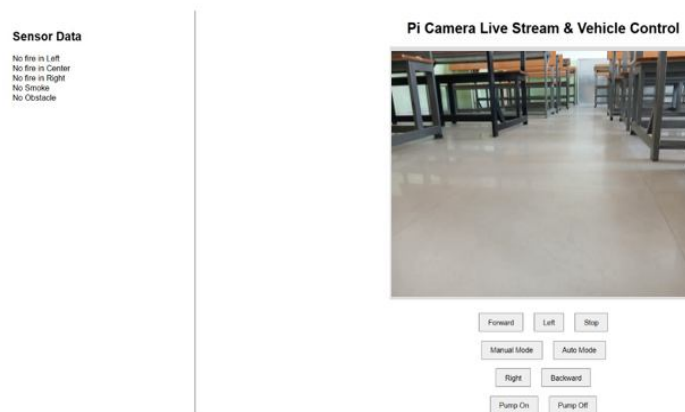 Sensor Data
No fire in Left
No fire in Center
No fire in Right
No Smoke
No Obstacle
Pi Camera Live Stream & Vehicle Control
Forward Left Stop
Manual Mode Auto Mode
Right Backward
Pump On Pump Off